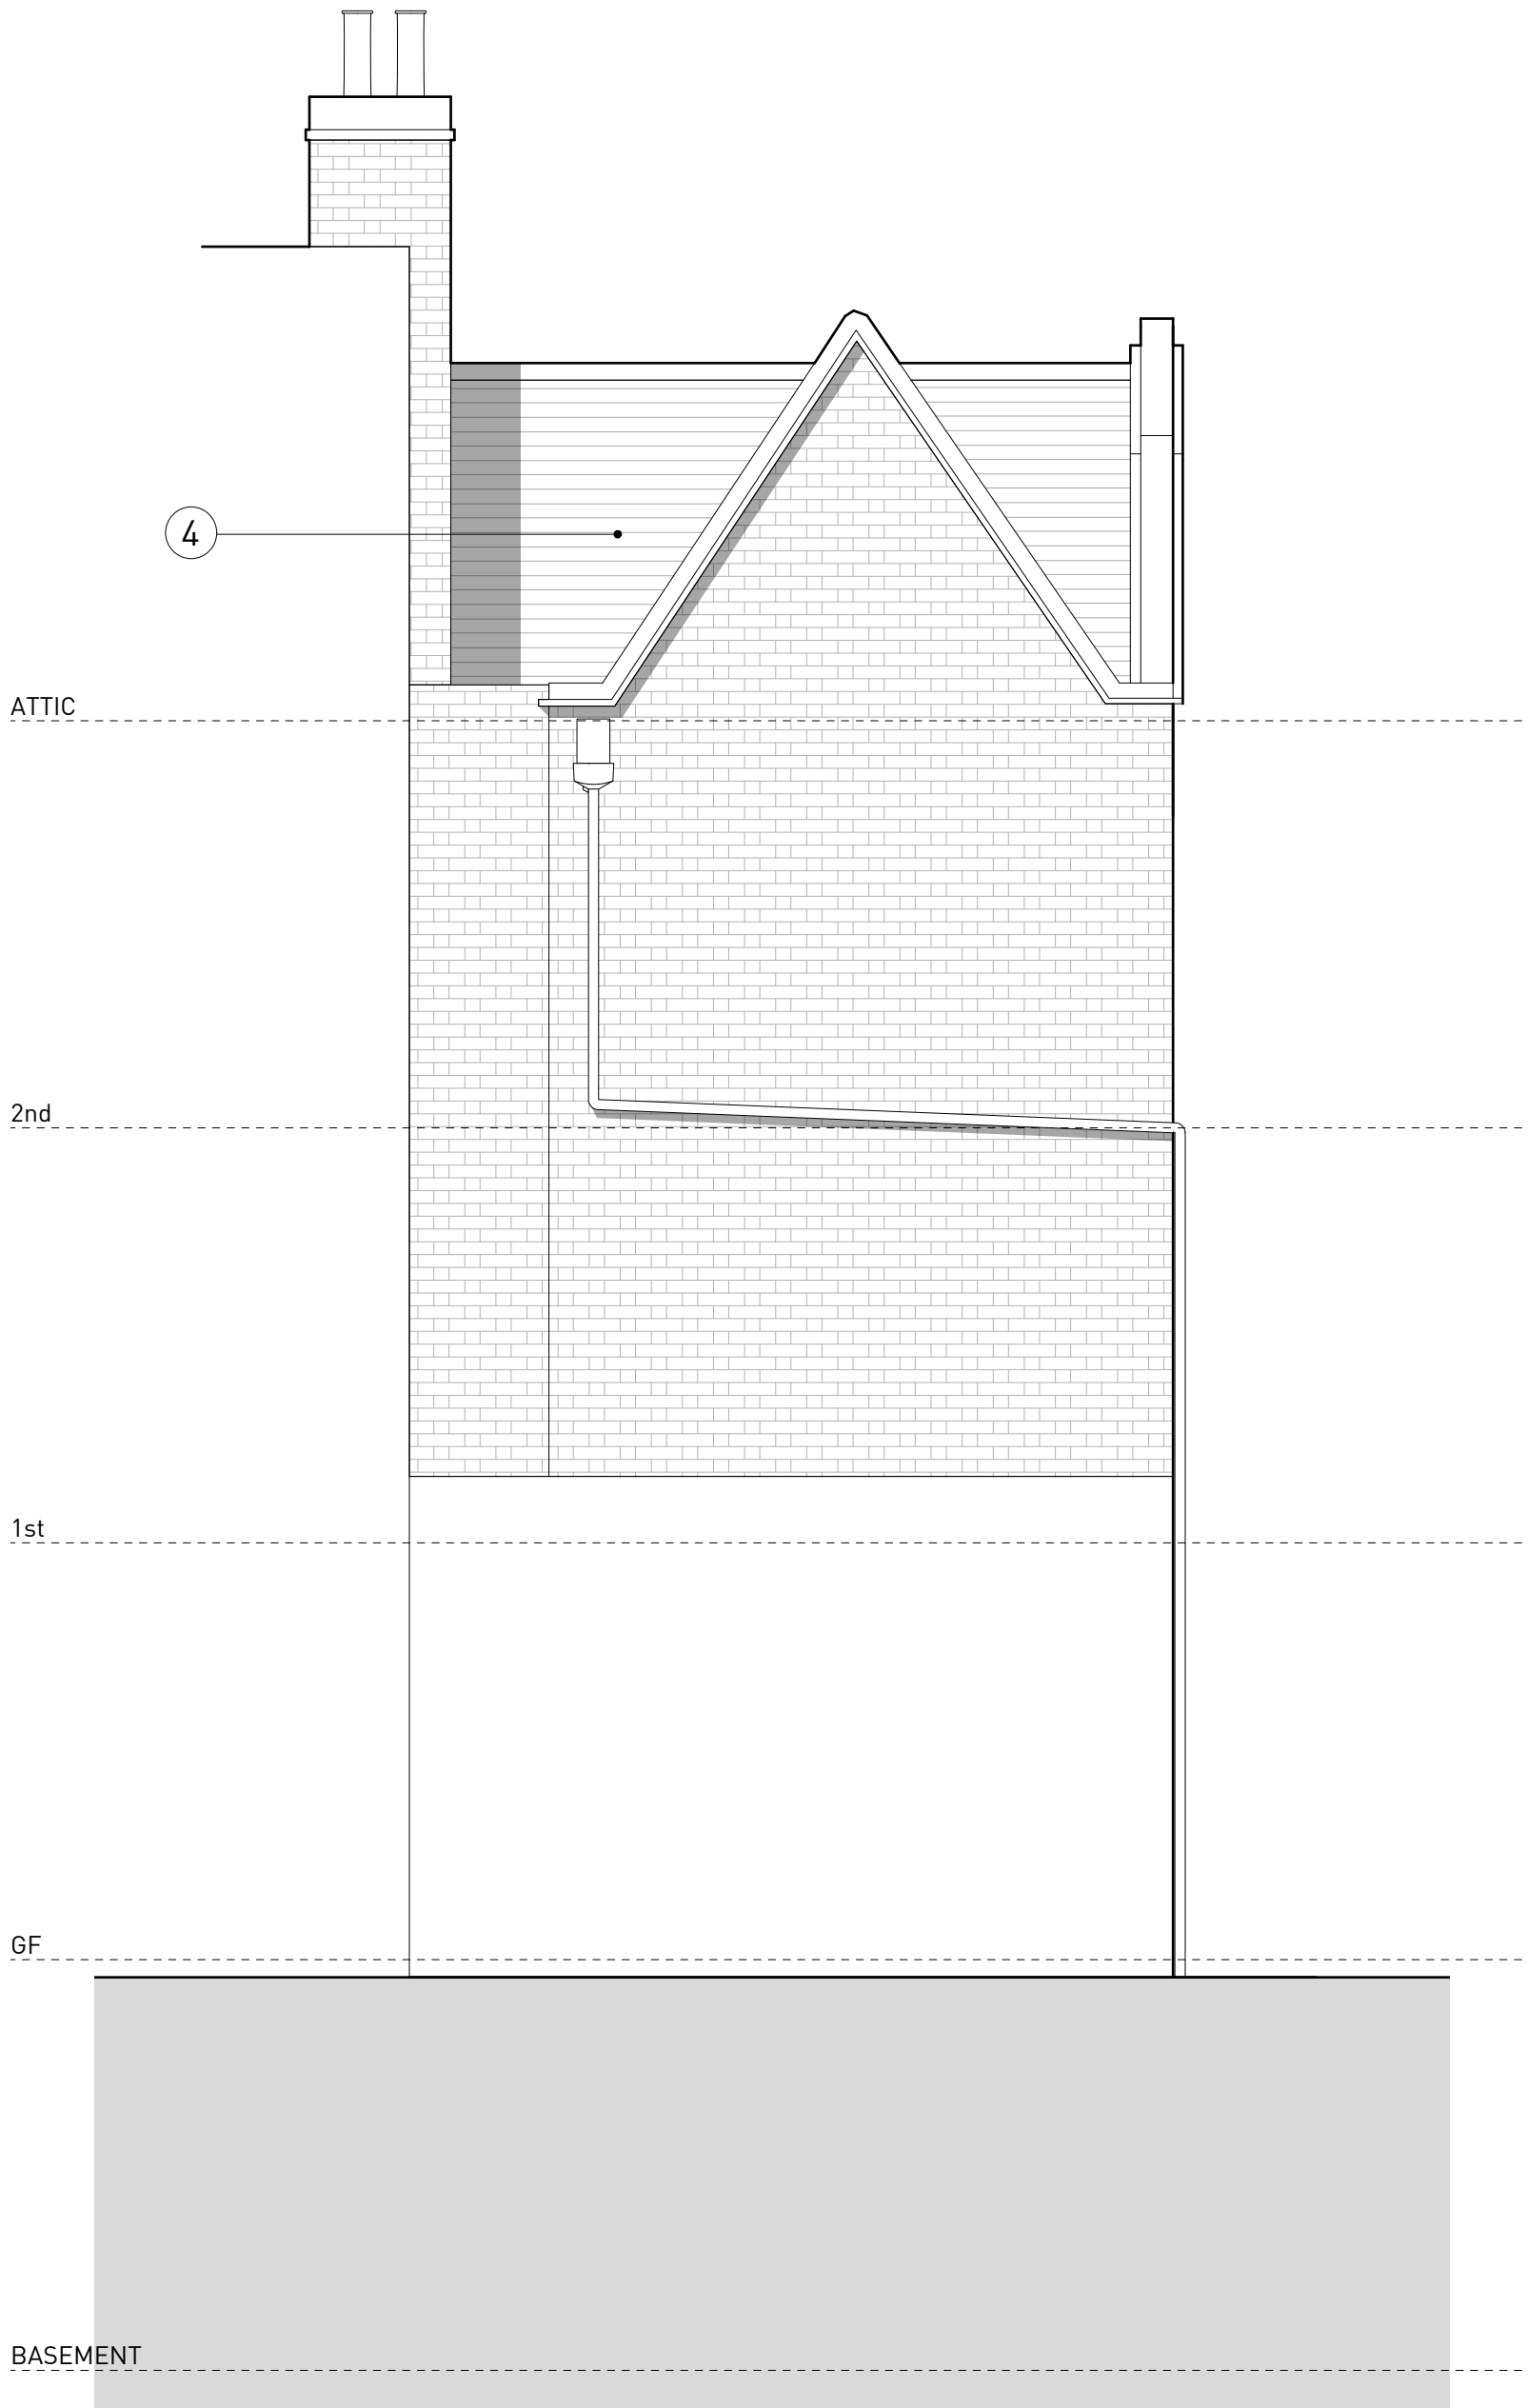 4
ATTIC
2nd
1st
GF
BASEMENT